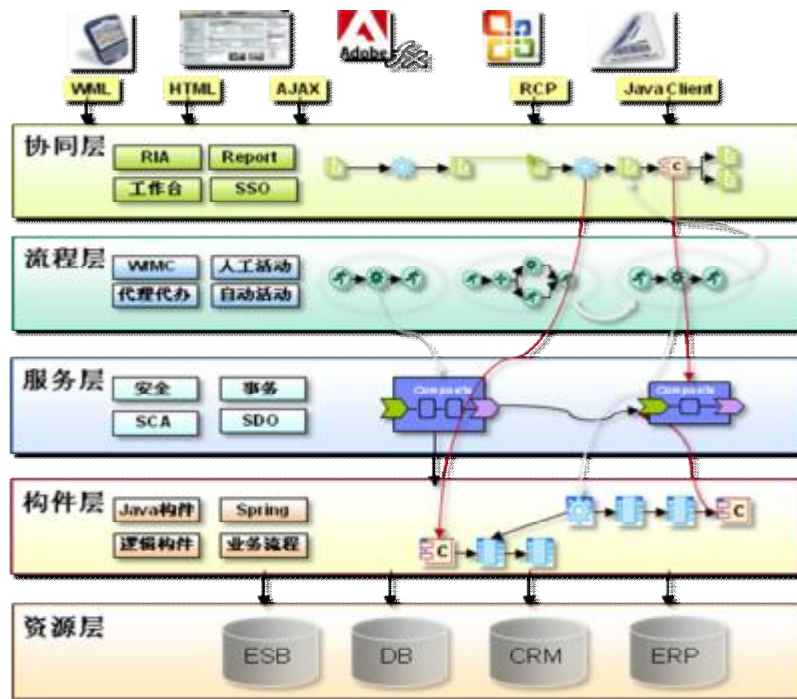 Adobe
WML HTML AJAX RCP Java Client
协同层
RIA Report
工作台 SSO
C
流程层
WfMC 人工活动
代理代办 自动活动
服务层
安全 事务
SCA SDO
Composite Composite
构件层
Java构件 Spring
逻辑构件 业务流程
C
C
资源层
ESB DB CRM ERP